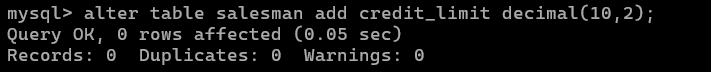 mysql> alter table salesman add credit_limit decimal(10,2);
Query OK, 0 rows affected (0.05 sec)
Records: 0  Duplicates: 0  Warnings: 0